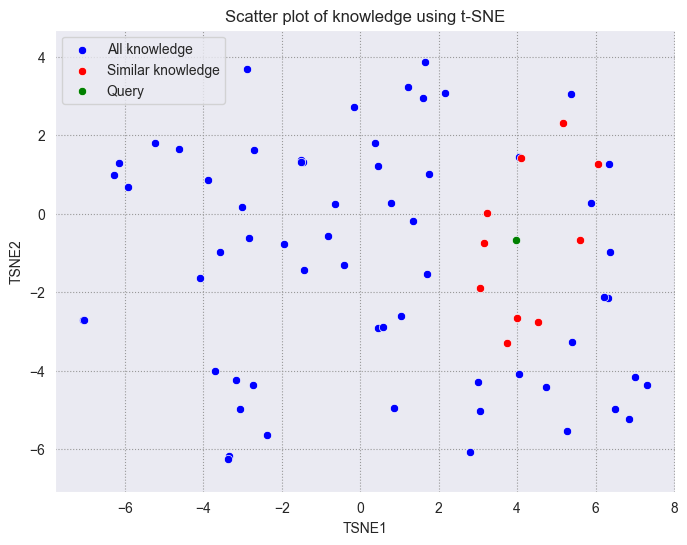 Scatter plot of knowledge using t-SNE
All knowledge
Similar knowledge
Query
4
2
0
−2
−4
−6
TSNE2
−6
−4
−2
0
2
4
6
8
TSNE1